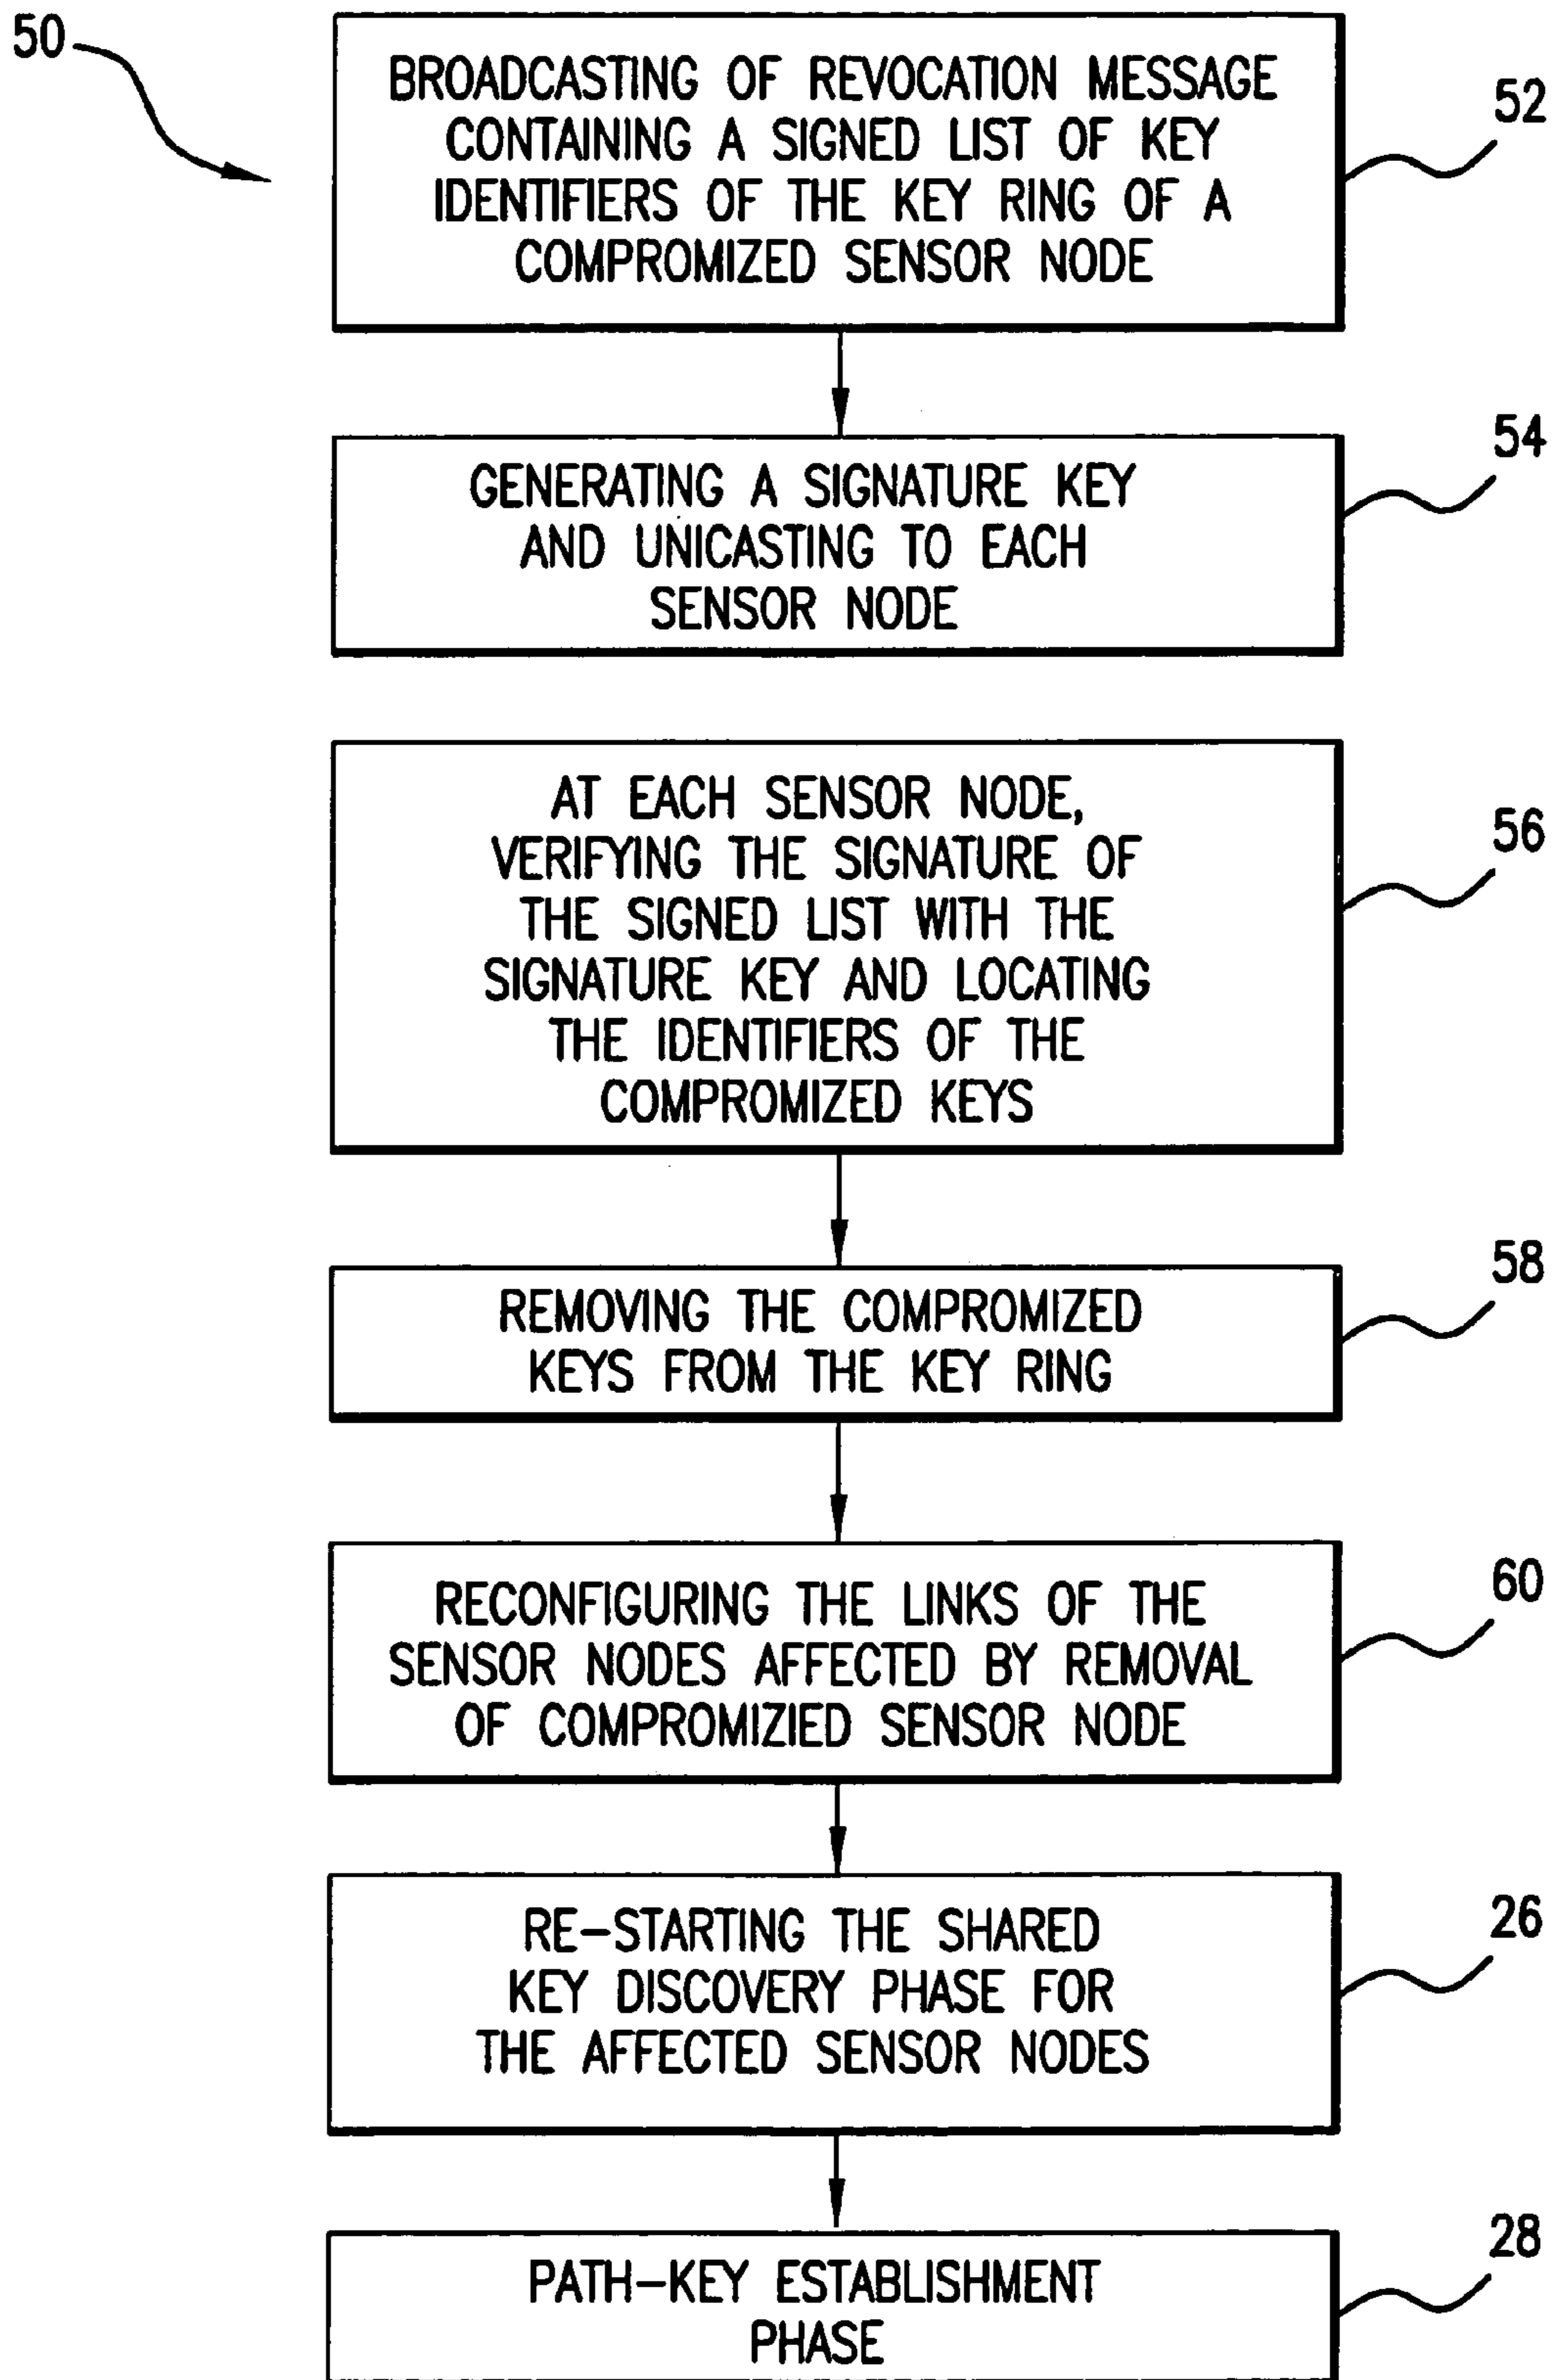 50
BROADCASTING OF REVOCATION MESSAGE
CONTAINING A SIGNED LIST OF KEY
IDENTIFIERS OF THE KEY RING OF A
COMPROMIZED SENSOR NODE
52
GENERATING A SIGNATURE KEY
AND UNICASTING TO EACH
SENSOR NODE
54
AT EACH SENSOR NODE,
VERIFYING THE SIGNATURE OF
THE SIGNED LIST WITH THE
SIGNATURE KEY AND LOCATING
THE IDENTIFIERS OF THE
COMPROMIZED KEYS
56
REMOVING THE COMPROMIZED
KEYS FROM THE KEY RING
58
RECONFIGURING THE LINKS OF THE
SENSOR NODES AFFECTED BY REMOVAL
OF COMPROMIZIED SENSOR NODE
60
RE-STARTING THE SHARED
KEY DISCOVERY PHASE FOR
THE AFFECTED SENSOR NODES
26
PATH-KEY ESTABLISHMENT
PHASE
28